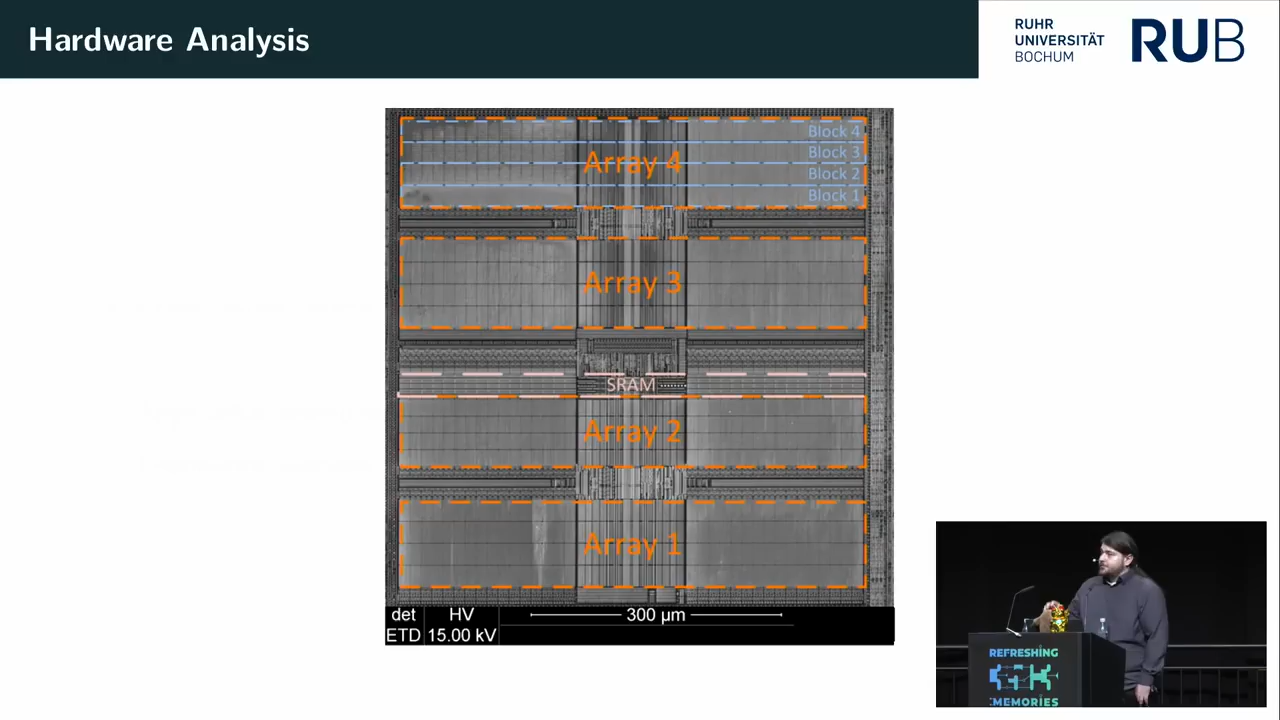 Hardware Analysis
RUHR
UNIVERSITÄT
BOCHUM
RUB
Block 4
Block 3
Array 4
Block 2
Block 1
Array 3
SRAM
Array 2
Array 1
det HV 300 µm
ETD 15.00 kV
REFRESHING
MEMORIES